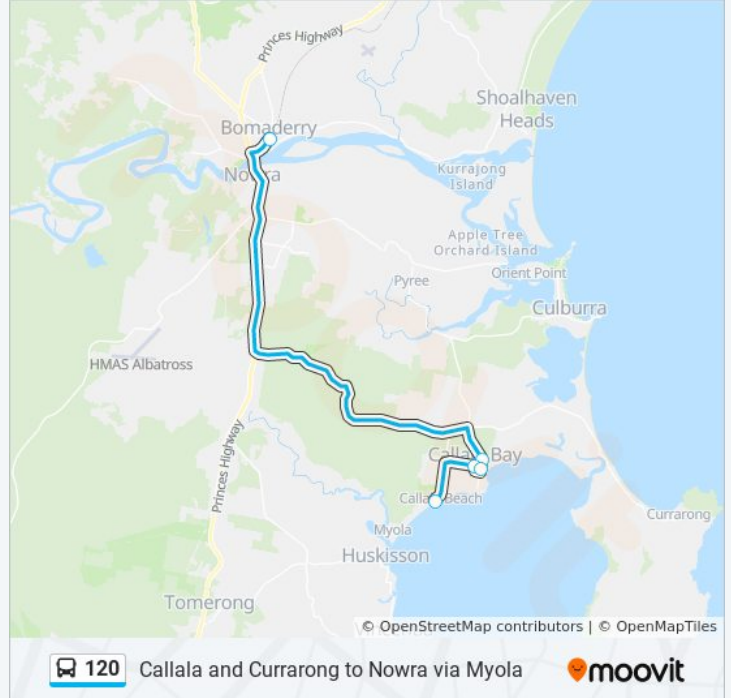 Princes Highway
Shoalhaven
Heads
Bomaderry
Kurrajong
Island
Nowra
Apple Tree
Orchard Island
Orient Point
Pyree
Culburra
HMAS Albatross
Princes Highway
Callala Bay
Callala Beach
Currarong
Myola
Huskisson
Tomerong
© OpenStreetMap contributors | © OpenMapTiles
120 Callala and Currarong to Nowra via Myola
moovit